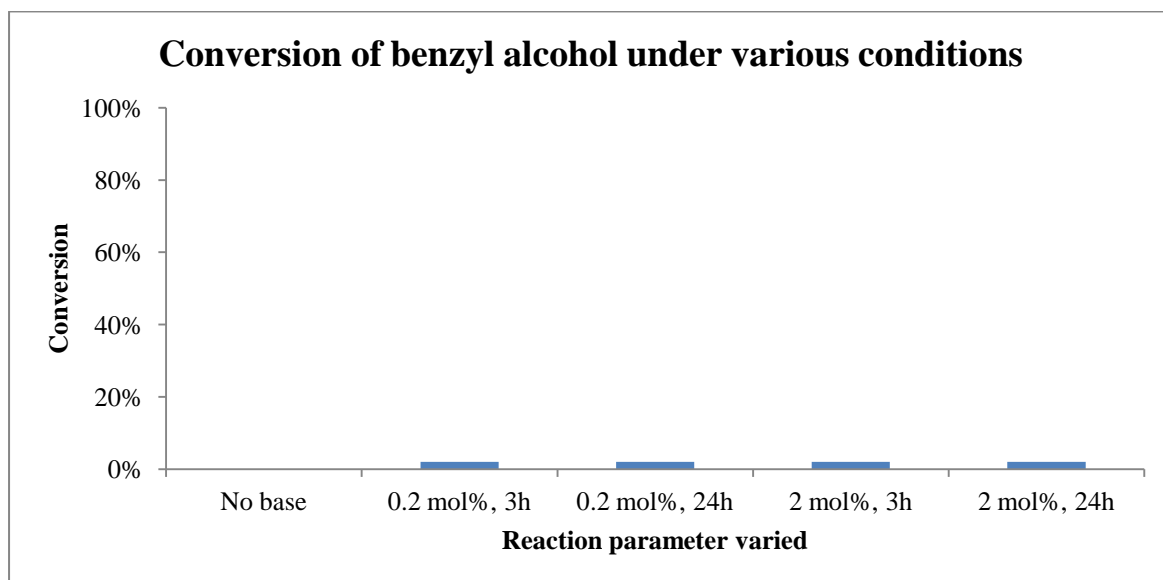 Conversion of benzyl alcohol under various conditions
100%
80%
60%
40%
20%
0%
Conversion
No base
0.2 mol%, 3h
0.2 mol%, 24h
2 mol%, 3h
2 mol%, 24h
Reaction parameter varied